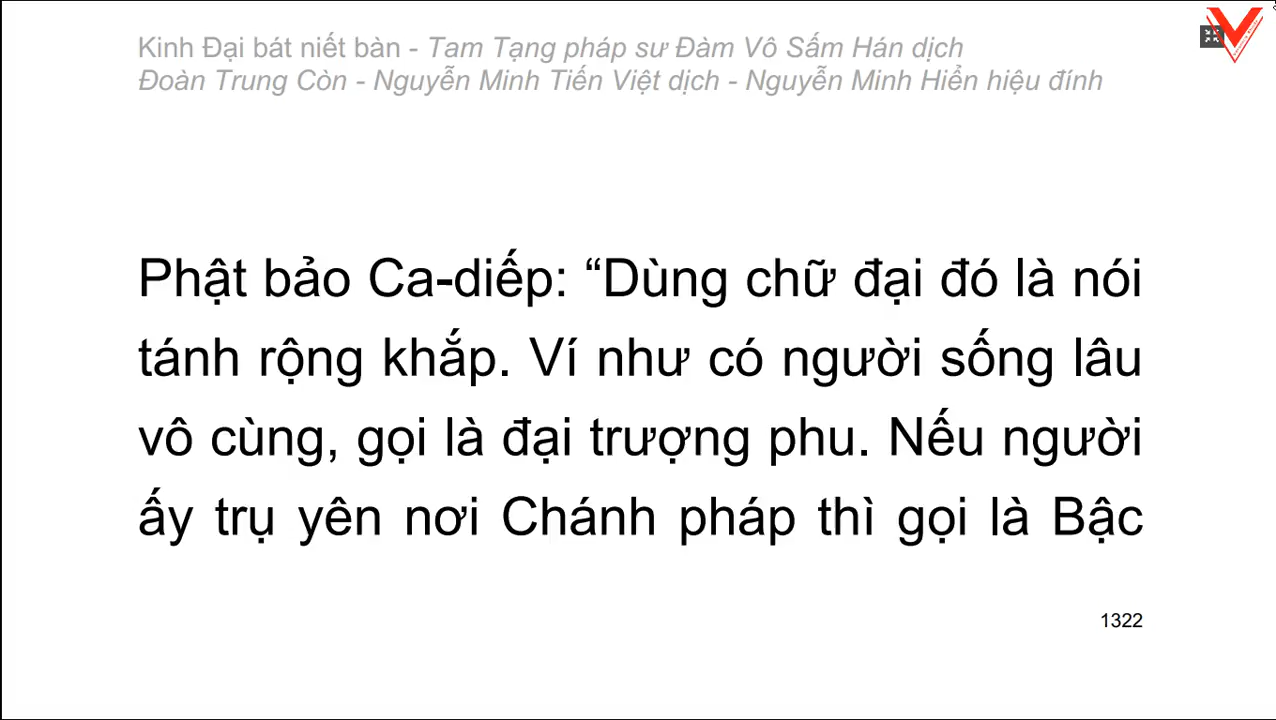 Kinh Đại bát niết bàn - Tam Tạng pháp sư Đàm Vô Sấm Hán dịch
Đoàn Trung Còn - Nguyễn Minh Tiến Việt dịch - Nguyễn Minh Hiển hiệu đính
Phật bảo Ca-diếp: “Dùng chữ đại đó là nói
tánh rộng khắp. Ví như có người sống lâu
vô cùng, gọi là đại trượng phu. Nếu người
ấy trụ yên nơi Chánh pháp thì gọi là Bậc
1322